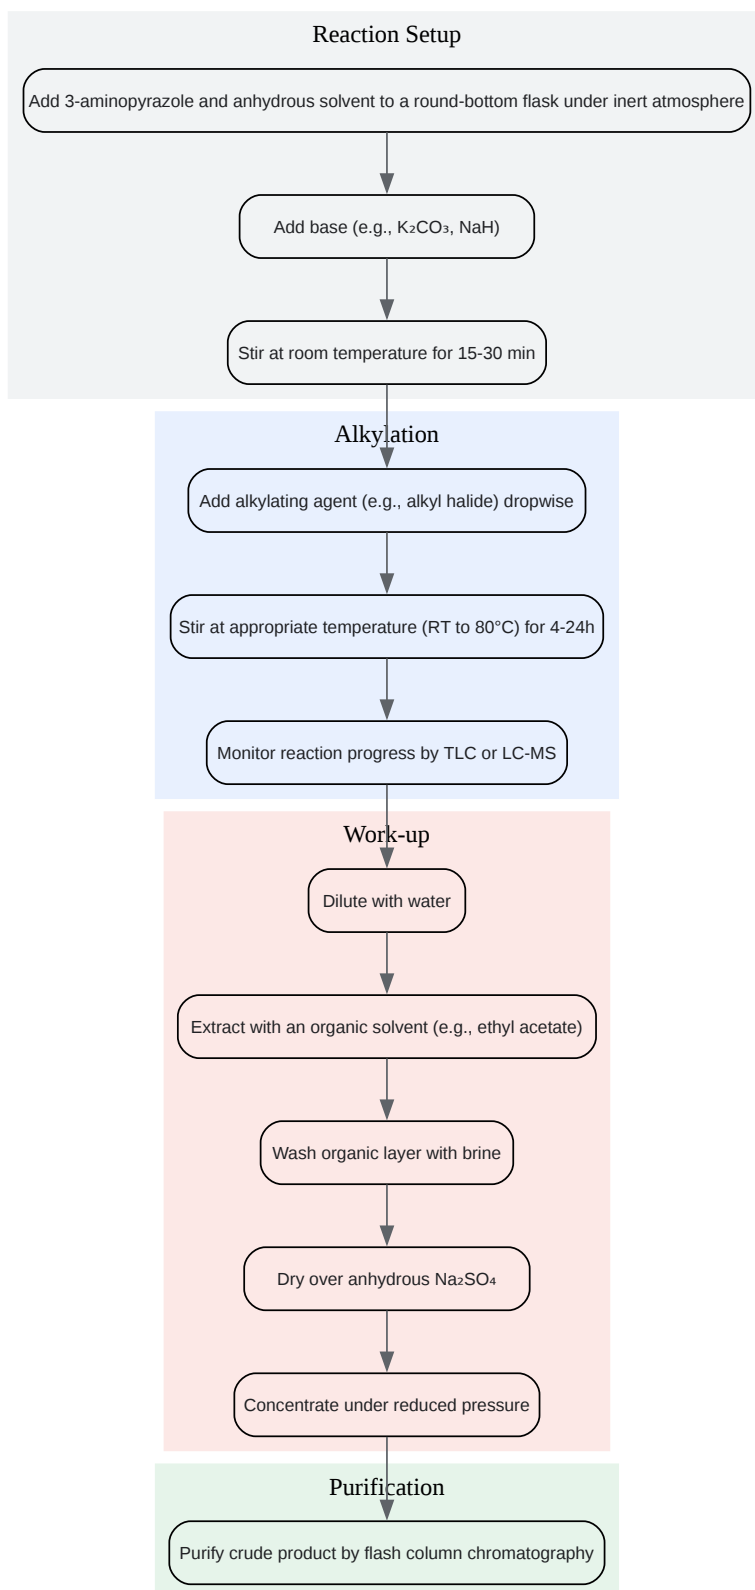 Reaction Setup
Add 3-aminopyrazole and anhydrous solvent to a round-bottom flask under inert atmosphere
Add base (e.g., K₂CO₃, NaH)
Stir at room temperature for 15-30 min
Alkylation
Add alkylating agent (e.g., alkyl halide) dropwise
Stir at appropriate temperature (RT to 80°C) for 4-24h
Monitor reaction progress by TLC or LC-MS
Work-up
Dilute with water
Extract with an organic solvent (e.g., ethyl acetate)
Wash organic layer with brine
Dry over anhydrous Na₂SO₄
Concentrate under reduced pressure
Purification
Purify crude product by flash column chromatography